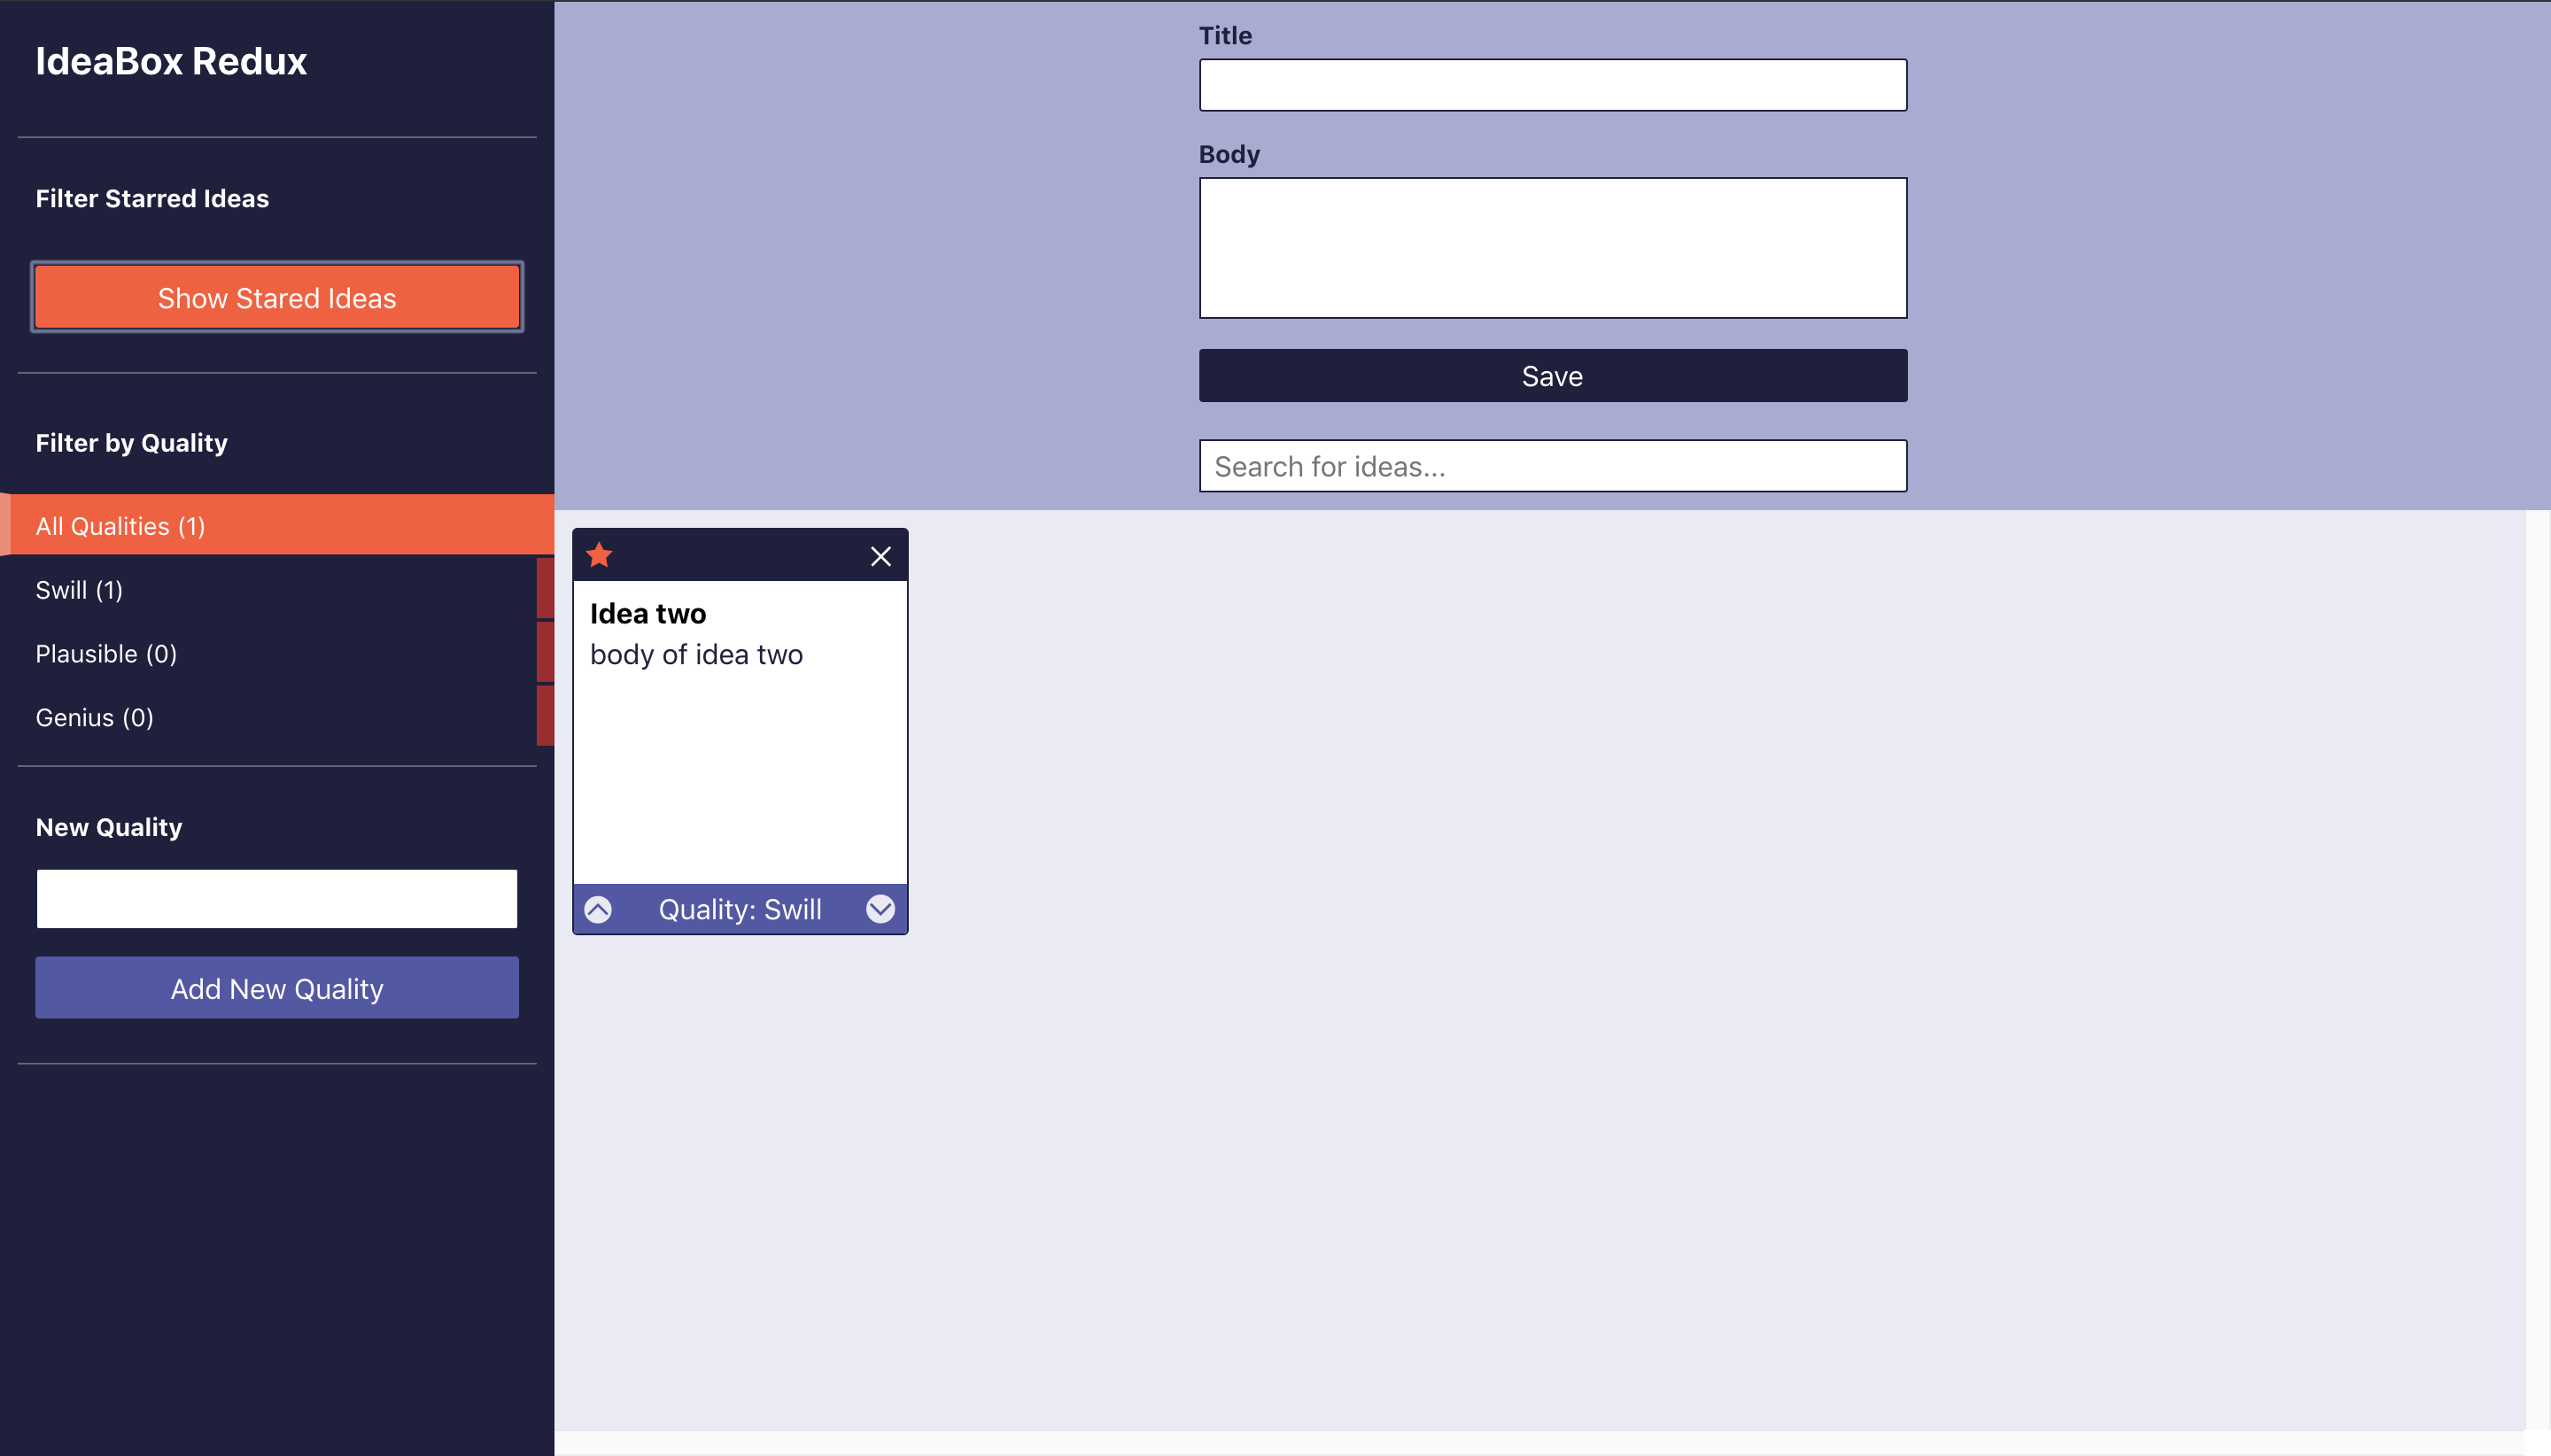 IdeaBox Redux
Filter Starred Ideas
Show Stared Ideas
Filter by Quality
All Qualities (1)
Swill (1)
Plausible (0)
Genius (0)
New Quality
Add New Quality
Title
Body
Save
Search for ideas...
Idea two
body of idea two
Quality: Swill